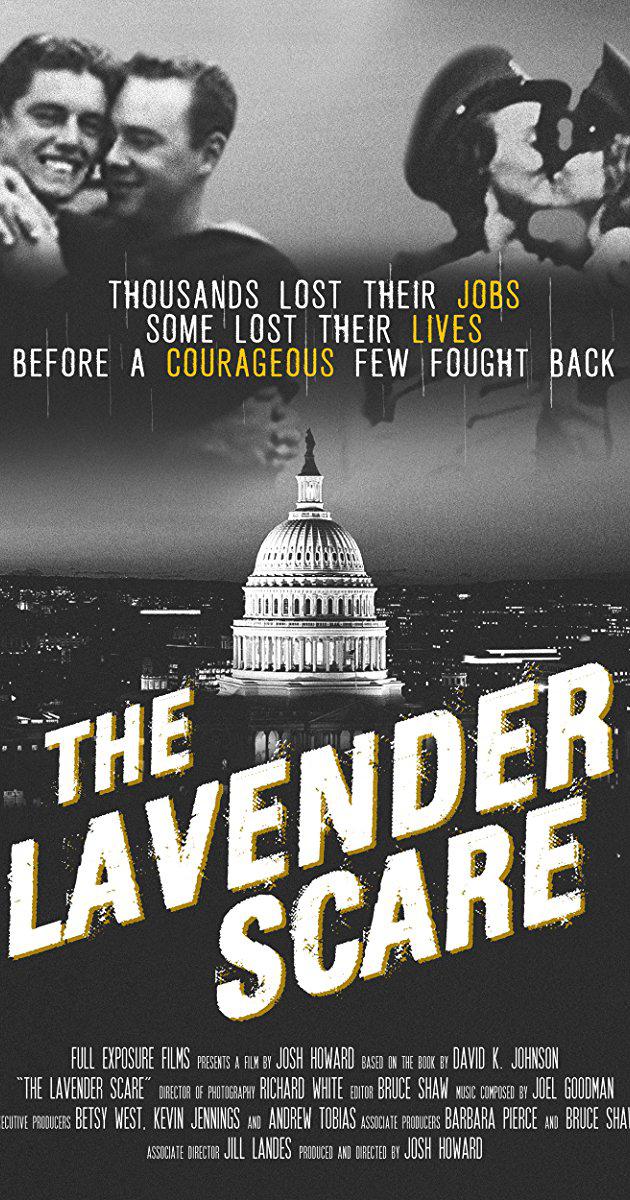 THOUSANDS LOST THEIR JOBS
SOME LOST THEIR LIVES
BEFORE A COURAGEOUS FEW FOUGHT BACK
THE
LAVENDER
SCARE
FULL EXPOSURE FILMS PRESENTS A FILM BY JOSH HOWARD BASED ON THE BOOK BY DAVID K. JOHNSON
"THE LAVENDER SCARE" DIRECTOR OF PHOTOGRAPHY RICHARD WHITE EDITOR BRUCE SHAW MUSIC COMPOSED BY JOEL GOODMAN
ECUTIVE PRODUCERS BETSY WEST, KEVIN JENNINGS AND ANDREW TOBIAS ASSOCIATE PRODUCERS BARBARA PIERCE AND BRUCE SHA
ASSOCIATE DIRECTOR JILL LANDES PRODUCED AND DIRECTED BY JOSH HOWARD